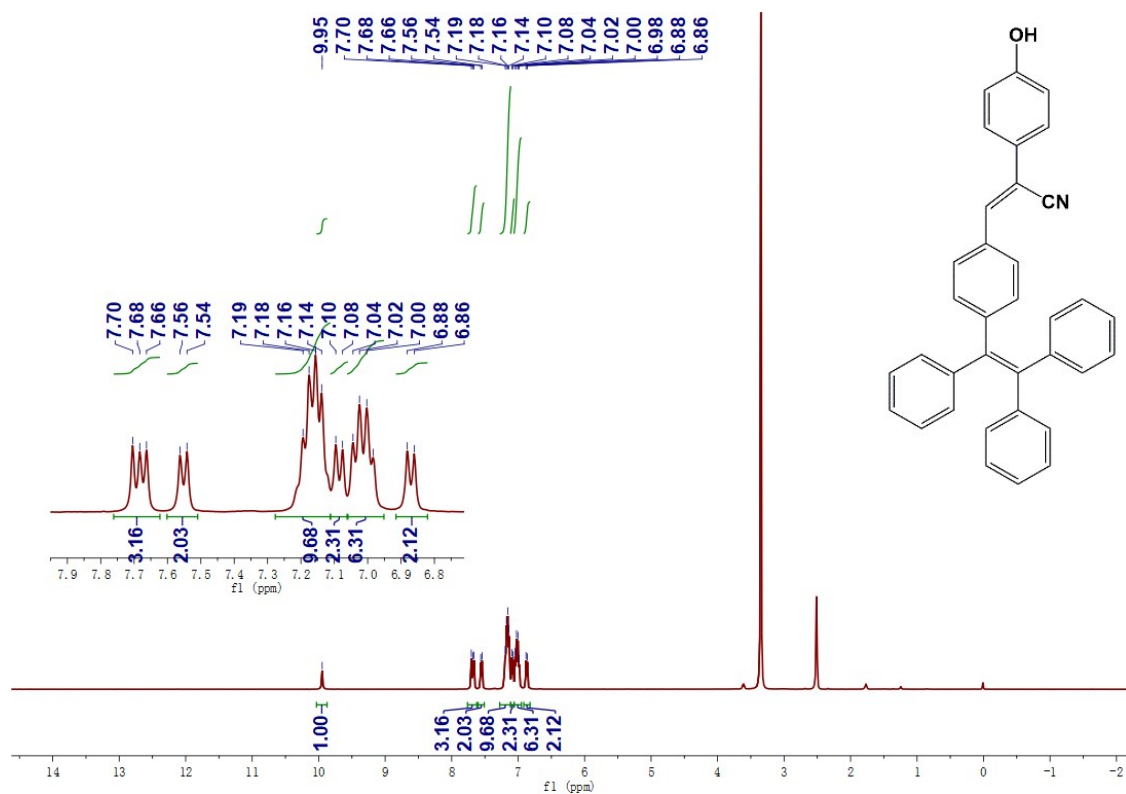 9.95 7.70 7.68 7.66 7.56 7.54 7.19 7.18 7.16 7.14 7.10 7.08 7.04 7.02 7.00 6.98 6.88 6.86
OH
CN
7.70 7.68 7.66 7.56 7.54 7.19 7.18 7.16 7.14 7.10 7.08 7.04 7.02 7.00 6.88 6.86
3.16 2.03 9.68 2.31 6.31 2.12
7.9 7.8 7.7 7.6 7.5 7.4 7.3 7.2 7.1 7.0 6.9 6.8
f1 (ppm)
1.00 3.16 2.03 9.68 2.31 6.31 2.12
14 13 12 11 10 9 8 7 6 5 4 3 2 1 0 -1 -2
f1 (ppm)